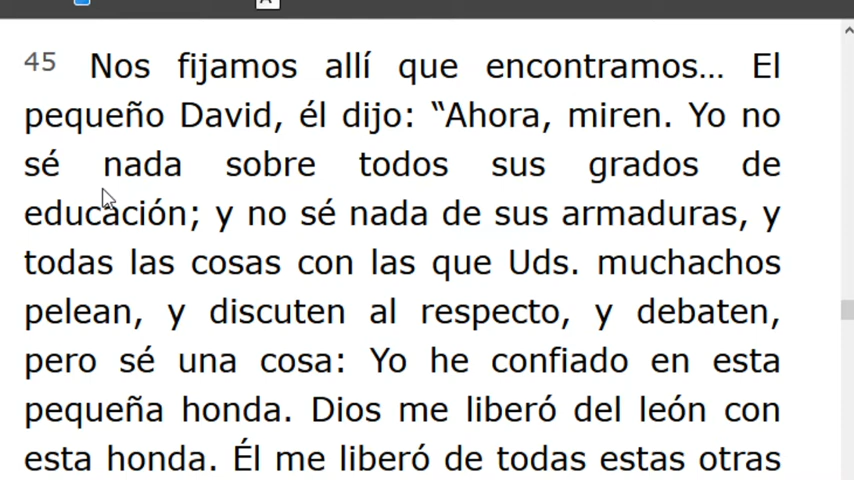 45 Nos fijamos allí que encontramos… El
pequeño David, él dijo: “Ahora, miren. Yo no
sé nada sobre todos sus grados de
educación; y no sé nada de sus armaduras, y
todas las cosas con las que Uds. muchachos
pelean, y discuten al respecto, y debaten,
pero sé una cosa: Yo he confiado en esta
pequeña honda. Dios me liberó del león con
esta honda. Él me liberó de todas estas otras